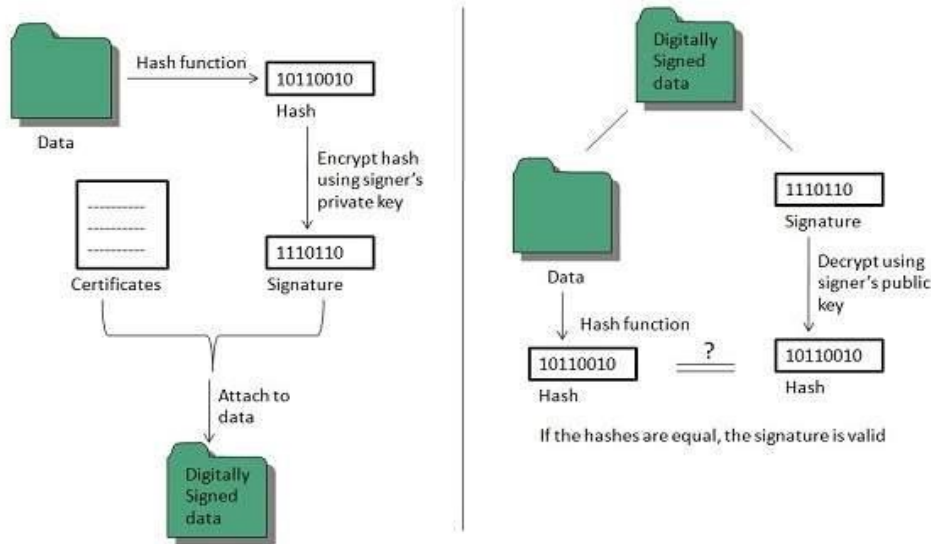 Hash function
10110010
Hash
Data
Encrypt hash
using signer's
private key
---------------
---------------
---------------
Certificates
1110110
Signature
Attach to
data
Digitally
Signed
data
Digitally
Signed
data
Data
1110110
Signature
Decrypt using
signer's public
key
Hash function
10110010
Hash
?
10110010
Hash
If the hashes are equal, the signature is valid